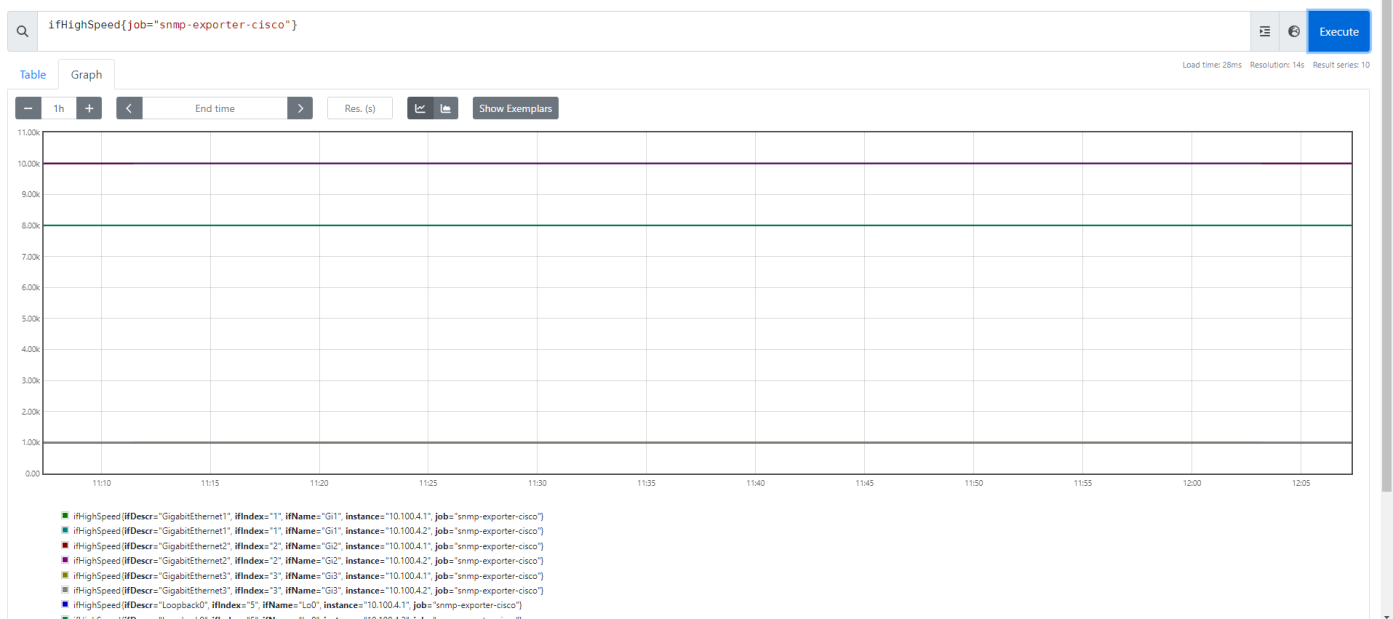 ifHighSpeed{job="snmp-exporter-cisco"}
Execute
Load time: 28ms Resolution: 14s Result series: 10
Table Graph
1h End time Res. (s) Show Exemplars
11.00k
10.00k
9.00k
8.00k
7.00k
6.00k
5.00k
4.00k
3.00k
2.00k
1.00k
0.00
11:10 11:15 11:20 11:25 11:30 11:35 11:40 11:45 11:50 11:55 12:00 12:05
ifHighSpeed{ifDescr="GigabitEthernet1", ifIndex="1", ifName="Gi1", instance="10.100.4.1", job="snmp-exporter-cisco"}
ifHighSpeed{ifDescr="GigabitEthernet1", ifIndex="1", ifName="Gi1", instance="10.100.4.2", job="snmp-exporter-cisco"}
ifHighSpeed{ifDescr="GigabitEthernet2", ifIndex="2", ifName="Gi2", instance="10.100.4.1", job="snmp-exporter-cisco"}
ifHighSpeed{ifDescr="GigabitEthernet2", ifIndex="2", ifName="Gi2", instance="10.100.4.2", job="snmp-exporter-cisco"}
ifHighSpeed{ifDescr="GigabitEthernet3", ifIndex="3", ifName="Gi3", instance="10.100.4.1", job="snmp-exporter-cisco"}
ifHighSpeed{ifDescr="GigabitEthernet3", ifIndex="3", ifName="Gi3", instance="10.100.4.2", job="snmp-exporter-cisco"}
ifHighSpeed{ifDescr="Loopback0", ifIndex="5", ifName="Lo0", instance="10.100.4.1", job="snmp-exporter-cisco"}